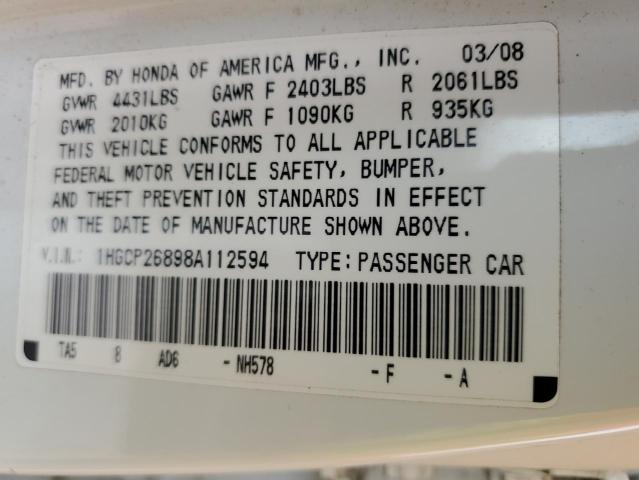 MFD. BY HONDA OF AMERICA MFG., INC. 03/08
GVWR 4431LBS GAWR F 2403LBS R 2061LBS
GVWR 2010KG GAWR F 1090KG R 935KG
THIS VEHICLE CONFORMS TO ALL APPLICABLE
FEDERAL MOTOR VEHICLE SAFETY, BUMPER,
AND THEFT PREVENTION STANDARDS IN EFFECT
ON THE DATE OF MANUFACTURE SHOWN ABOVE.
V.I.N.: 1HGCP26898A112594 TYPE:PASSENGER CAR
TA5 8 AD6 - NH578 - F - A